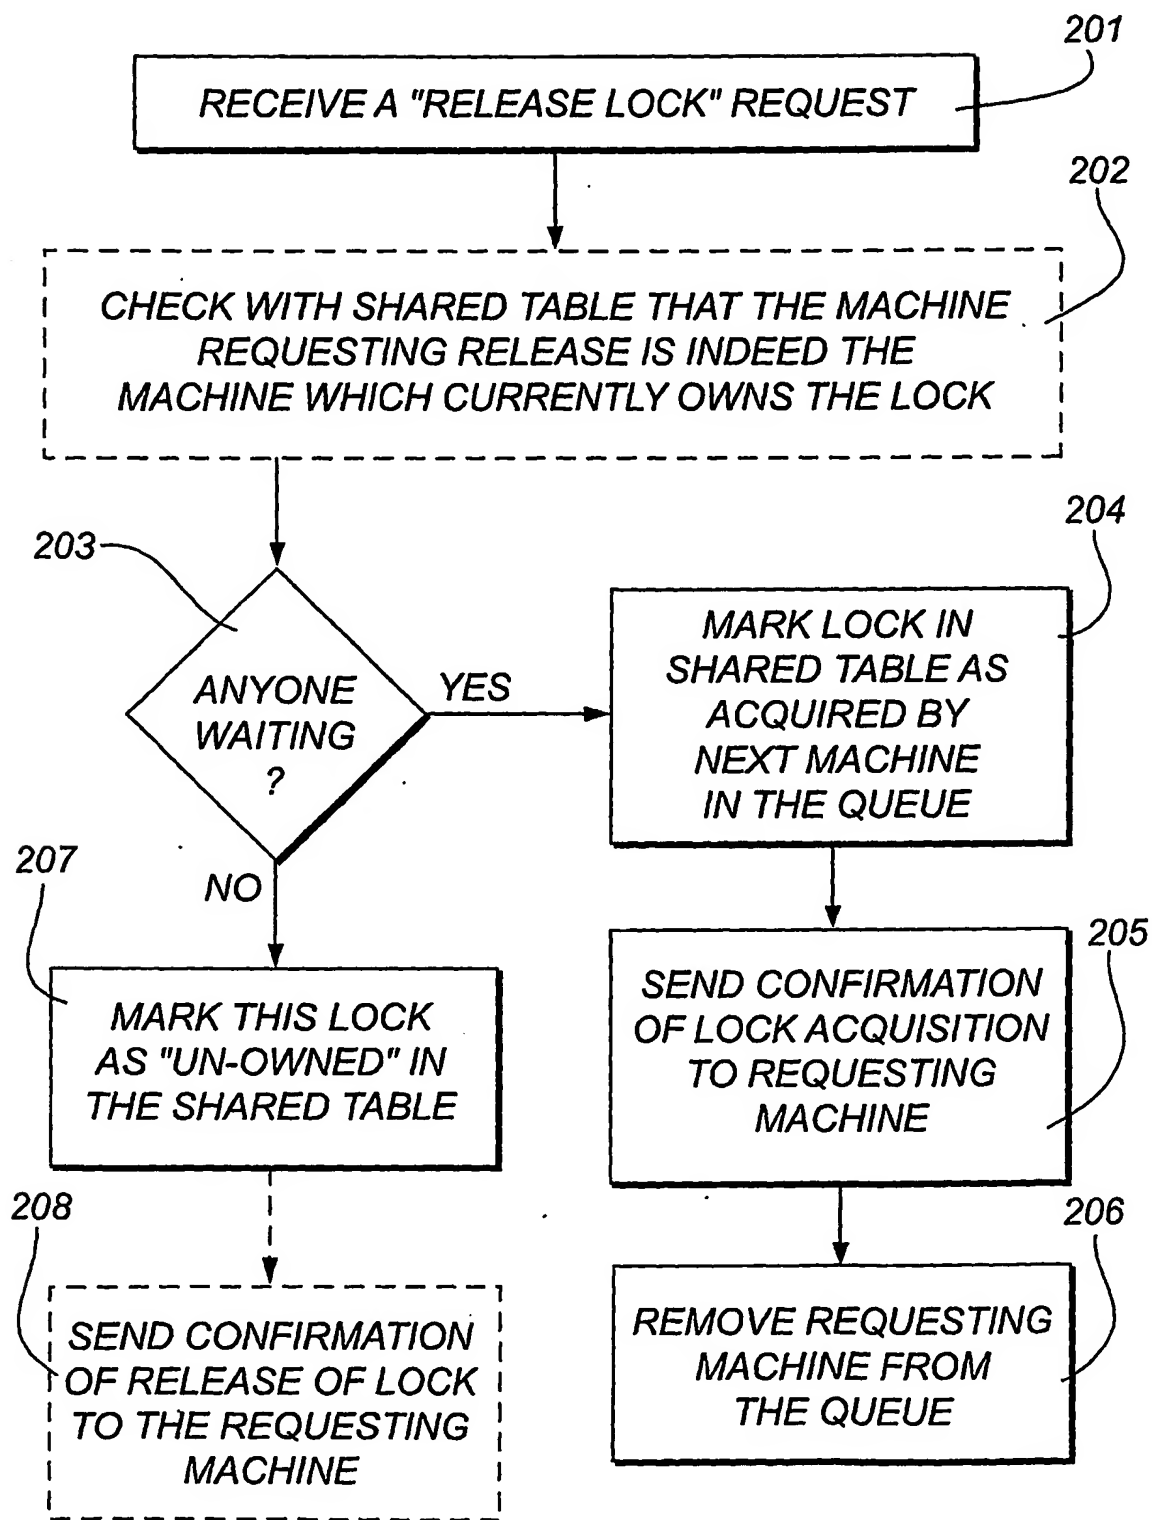 201
RECEIVE A "RELEASE LOCK" REQUEST
202
CHECK WITH SHARED TABLE THAT THE MACHINE
REQUESTING RELEASE IS INDEED THE
MACHINE WHICH CURRENTLY OWNS THE LOCK
203
ANYONE
WAITING
?
YES
NO
204
MARK LOCK IN
SHARED TABLE AS
ACQUIRED BY
NEXT MACHINE
IN THE QUEUE
205
SEND CONFIRMATION
OF LOCK ACQUISITION
TO REQUESTING
MACHINE
206
REMOVE REQUESTING
MACHINE FROM
THE QUEUE
207
MARK THIS LOCK
AS "UN-OWNED" IN
THE SHARED TABLE
208
SEND CONFIRMATION
OF RELEASE OF LOCK
TO THE REQUESTING
MACHINE